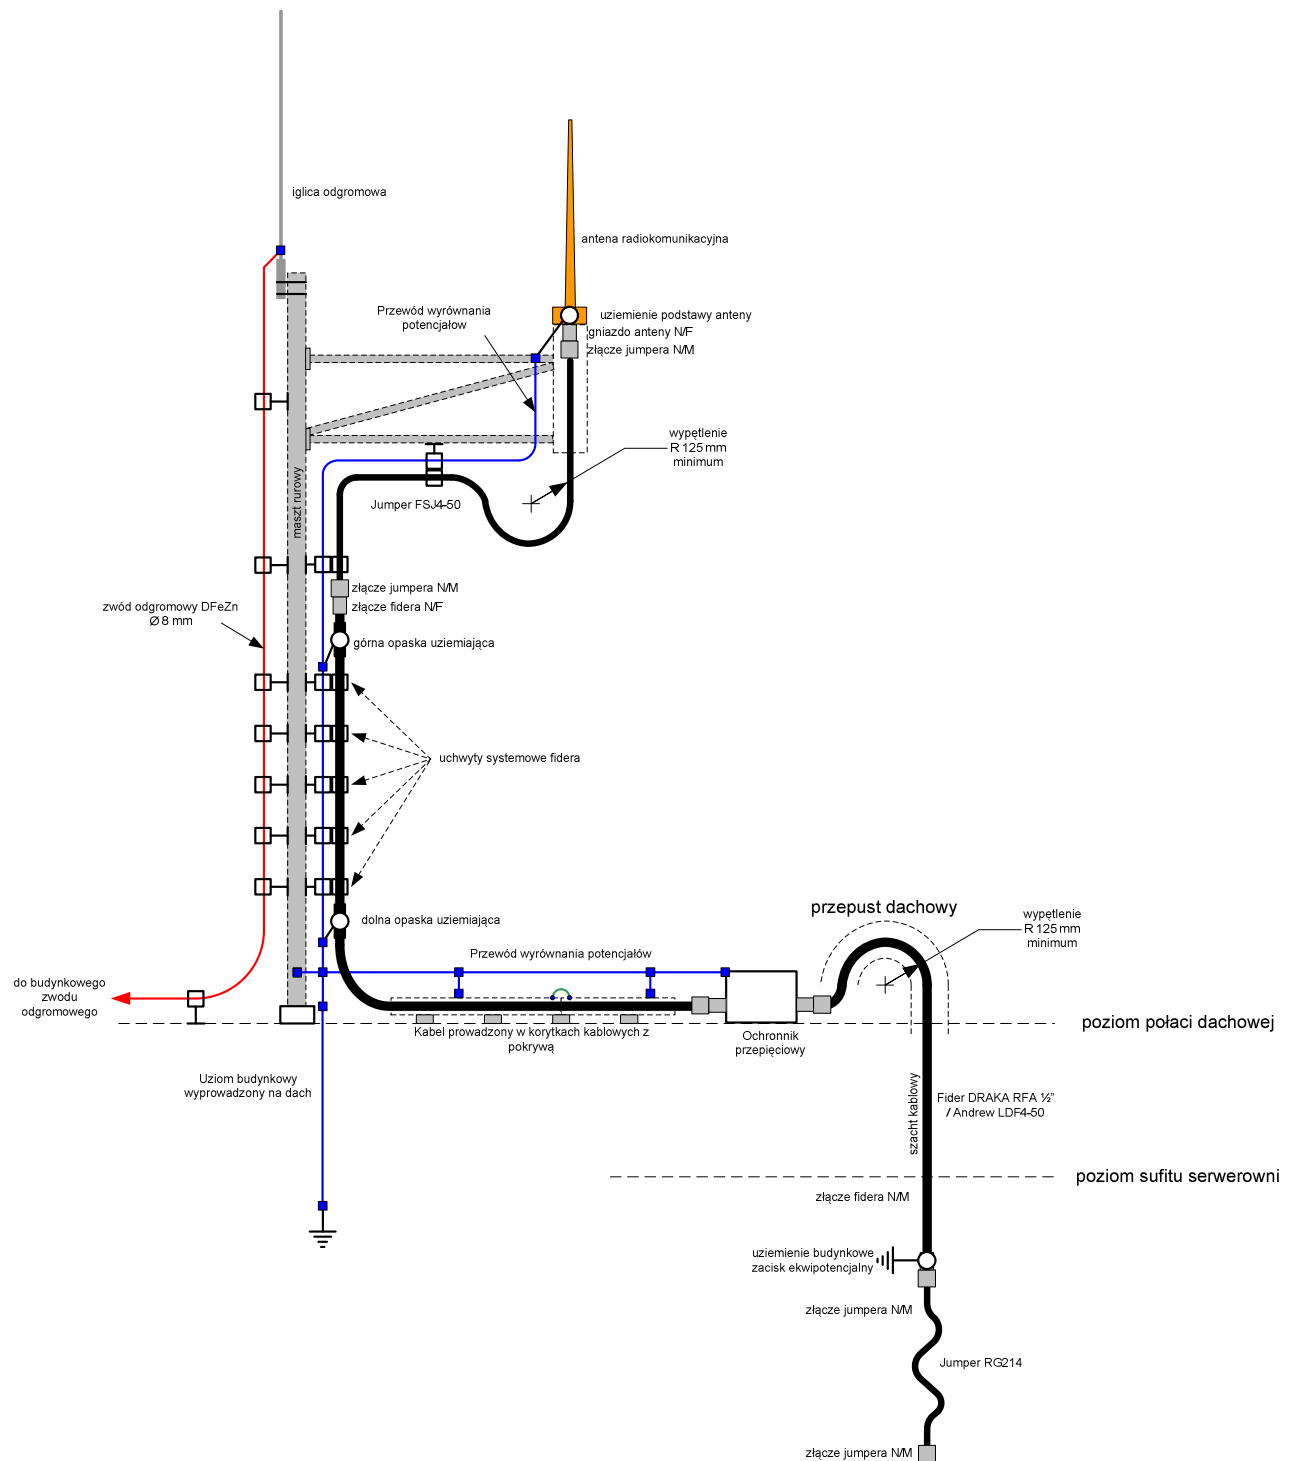 iglica odgromowa
antena radiokomunikacyjna
Przewód wyrównania
potencjałow
uziemienie podstawy anteny
gniazdo anteny N/F
złącze jumpera N/M
wypętlenie
R 125 mm
minimum
maszt rurowy
Jumper FSJ4-50
złącze jumpera N/M
złącze fidera N/F
zwód odgromowy DFeZn
Ø 8 mm
górna opaska uziemiająca
uchwyty systemowe fidera
dolna opaska uziemiająca
przepust dachowy
wypętlenie
R 125 mm
minimum
Przewód wyrównania potencjałów
do budynkowego
zwodu
odgromowego
poziom połaci dachowej
Kabel prowadzony w korytkach kablowych z
pokrywą
Ochronnik
przepięciowy
Uziom budynkowy
wyprowadzony na dach
szacht kablowy
Fider DRAKA RFA ½”
/ Andrew LDF4-50
poziom sufitu serwerowni
złącze fidera N/M
uziemienie budynkowe
zacisk ekwipotencjalny
złącze jumpera N/M
Jumper RG214
złącze jumpera N/M